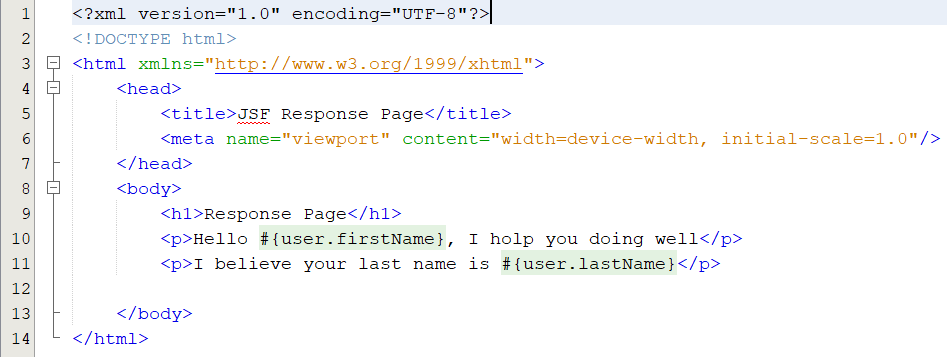 1 <?xml version="1.0" encoding="UTF-8"?>
2 <!DOCTYPE html>
3 <html xmlns="http://www.w3.org/1999/xhtml">
4     <head>
5         <title>JSF Response Page</title>
6         <meta name="viewport" content="width=device-width, initial-scale=1.0"/>
7     </head>
8     <body>
9         <h1>Response Page</h1>
10         <p>Hello #{user.firstName}, I holp you doing well</p>
11         <p>I believe your last name is #{user.lastName}</p>
12
13     </body>
14 </html>